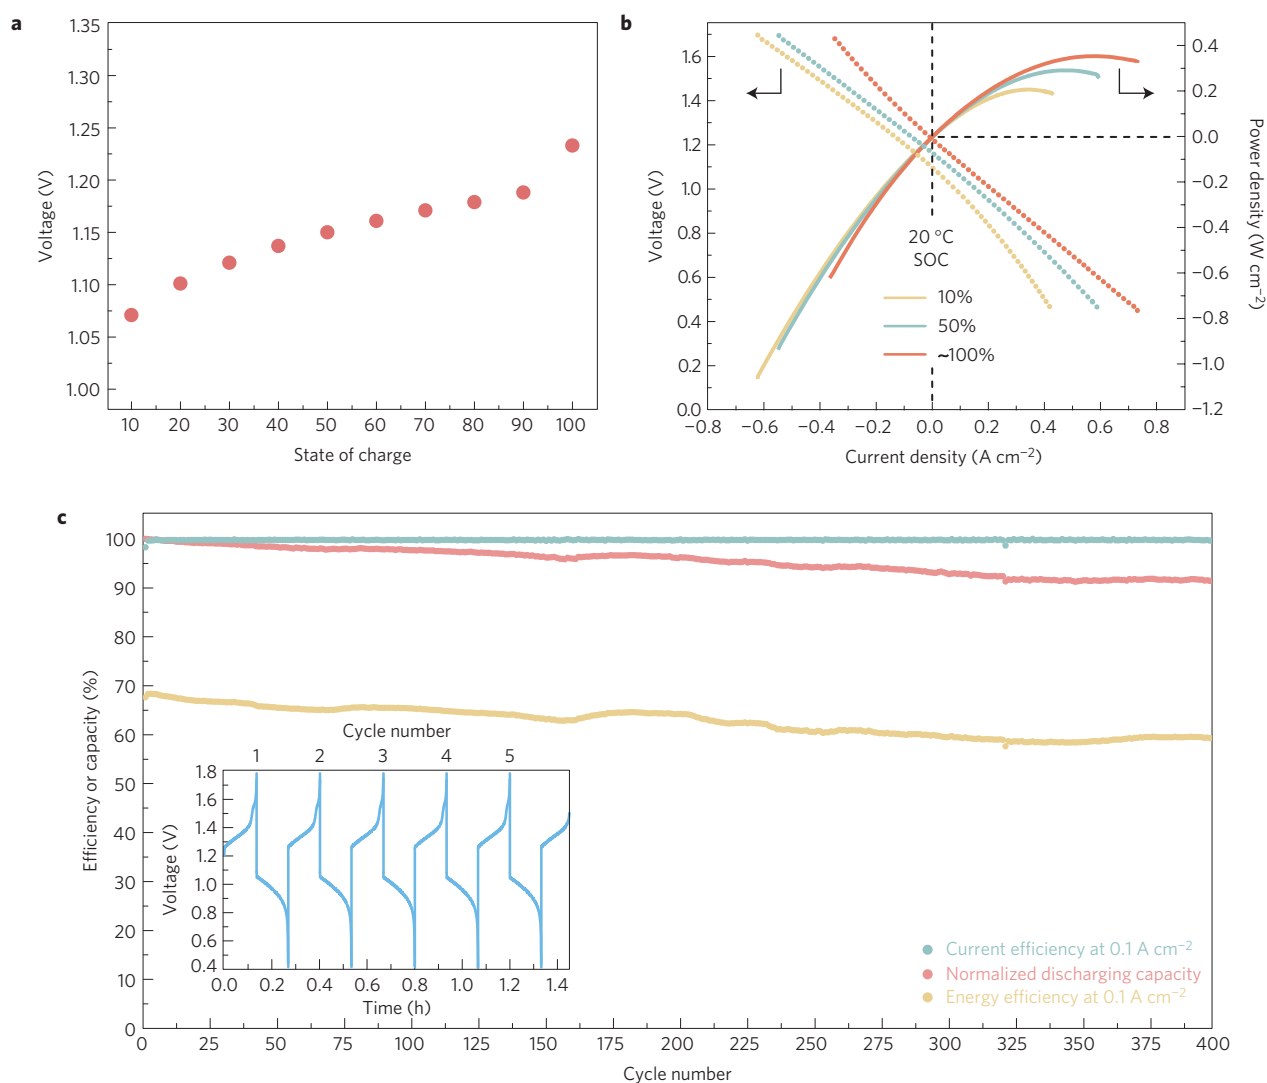 a
1.35
1.30
1.25
1.20
1.15
1.10
1.05
1.00
Voltage (V)
10 20 30 40 50 60 70 80 90 100
State of charge
b
1.6
1.4
1.2
1.0
0.8
0.6
0.4
0.2
0.0
Voltage (V)
0.4
0.2
0.0
−0.2
−0.4
−0.6
−0.8
−1.0
−1.2
Power density (W cm−2)
20 °C
SOC
10%
50%
~100%
−0.8 −0.6 −0.4 −0.2 0.0 0.2 0.4 0.6 0.8
Current density (A cm−2)
c
100
90
80
70
60
50
40
30
20
10
0
Efficiency or capacity (%)
Cycle number
1 2 3 4 5
1.8
1.6
1.4
1.2
1.0
0.8
0.6
0.4
Voltage (V)
0.0 0.2 0.4 0.6 0.8 1.0 1.2 1.4
Time (h)
Current efficiency at 0.1 A cm−2
Normalized discharging capacity
Energy efficiency at 0.1 A cm−2
0 25 50 75 100 125 150 175 200 225 250 275 300 325 350 375 400
Cycle number